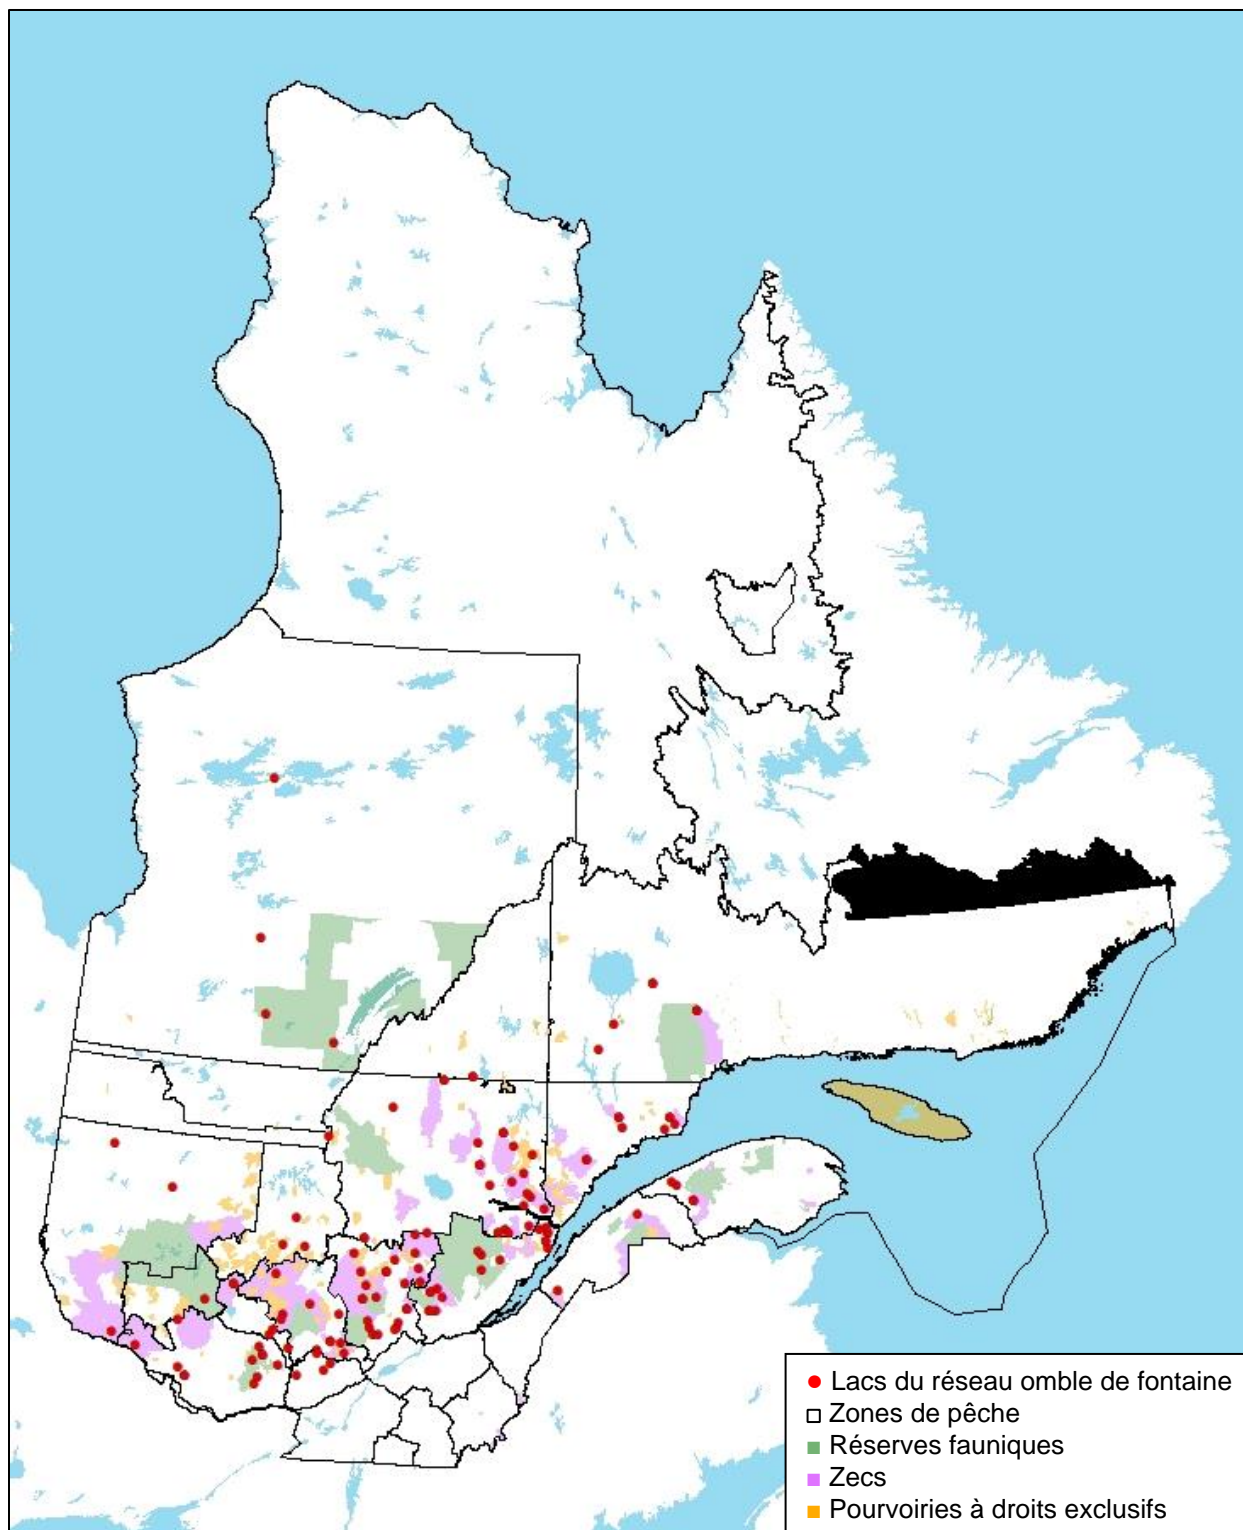 Lacs du réseau omble de fontaine
Zones de pêche
Réserves fauniques
Zecs
Pourvoiries à droits exclusifs